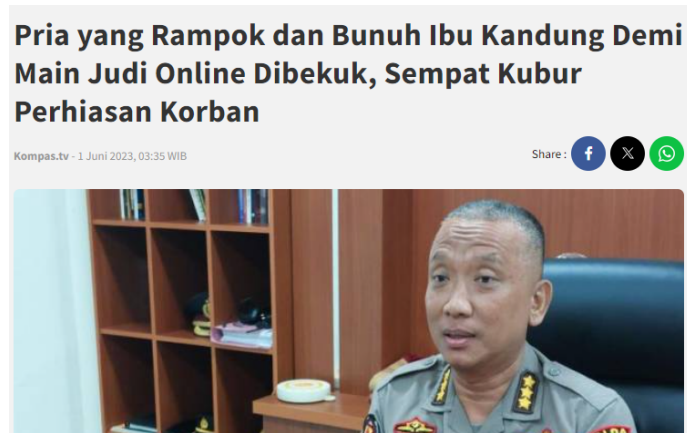 Pria yang Rampok dan Bunuh Ibu Kandung Demi
Main Judi Online Dibekuk, Sempat Kubur
Perhiasan Korban
Kompas.tv - 1 Juni 2023, 03:35 WIB
Share :